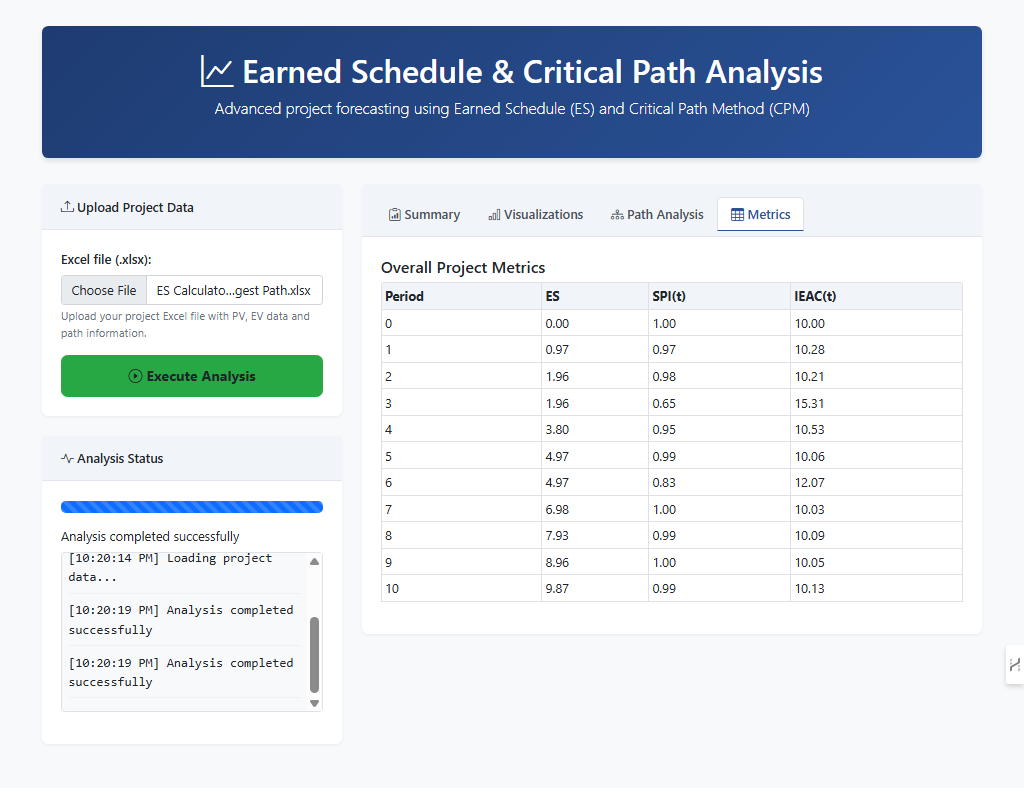 Earned Schedule & Critical Path Analysis
Advanced project forecasting using Earned Schedule (ES) and Critical Path Method (CPM)
Upload Project Data
Excel file (.xlsx):
Choose File ES Calculato...gest Path.xlsx
Upload your project Excel file with PV, EV data and
path information.
Execute Analysis
Analysis Status
Analysis completed successfully
[10:20:14 PM] Loading project
data...
[10:20:19 PM] Analysis completed
successfully
[10:20:19 PM] Analysis completed
successfully
Summary Visualizations Path Analysis Metrics
Overall Project Metrics
Period ES SPI(t) IEAC(t)
0 0.00 1.00 10.00
1 0.97 0.97 10.28
2 1.96 0.98 10.21
3 1.96 0.65 15.31
4 3.80 0.95 10.53
5 4.97 0.99 10.06
6 4.97 0.83 12.07
7 6.98 1.00 10.03
8 7.93 0.99 10.09
9 8.96 1.00 10.05
10 9.87 0.99 10.13